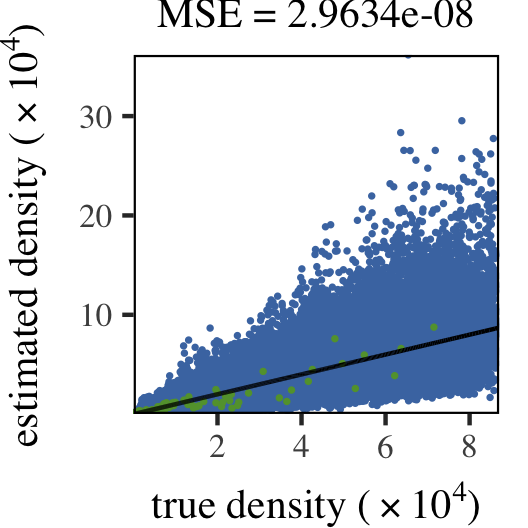 MSE = 2.9634e-08
estimated density ( × 10⁴)
30
20
10
2 4 6 8
true density ( × 10⁴)